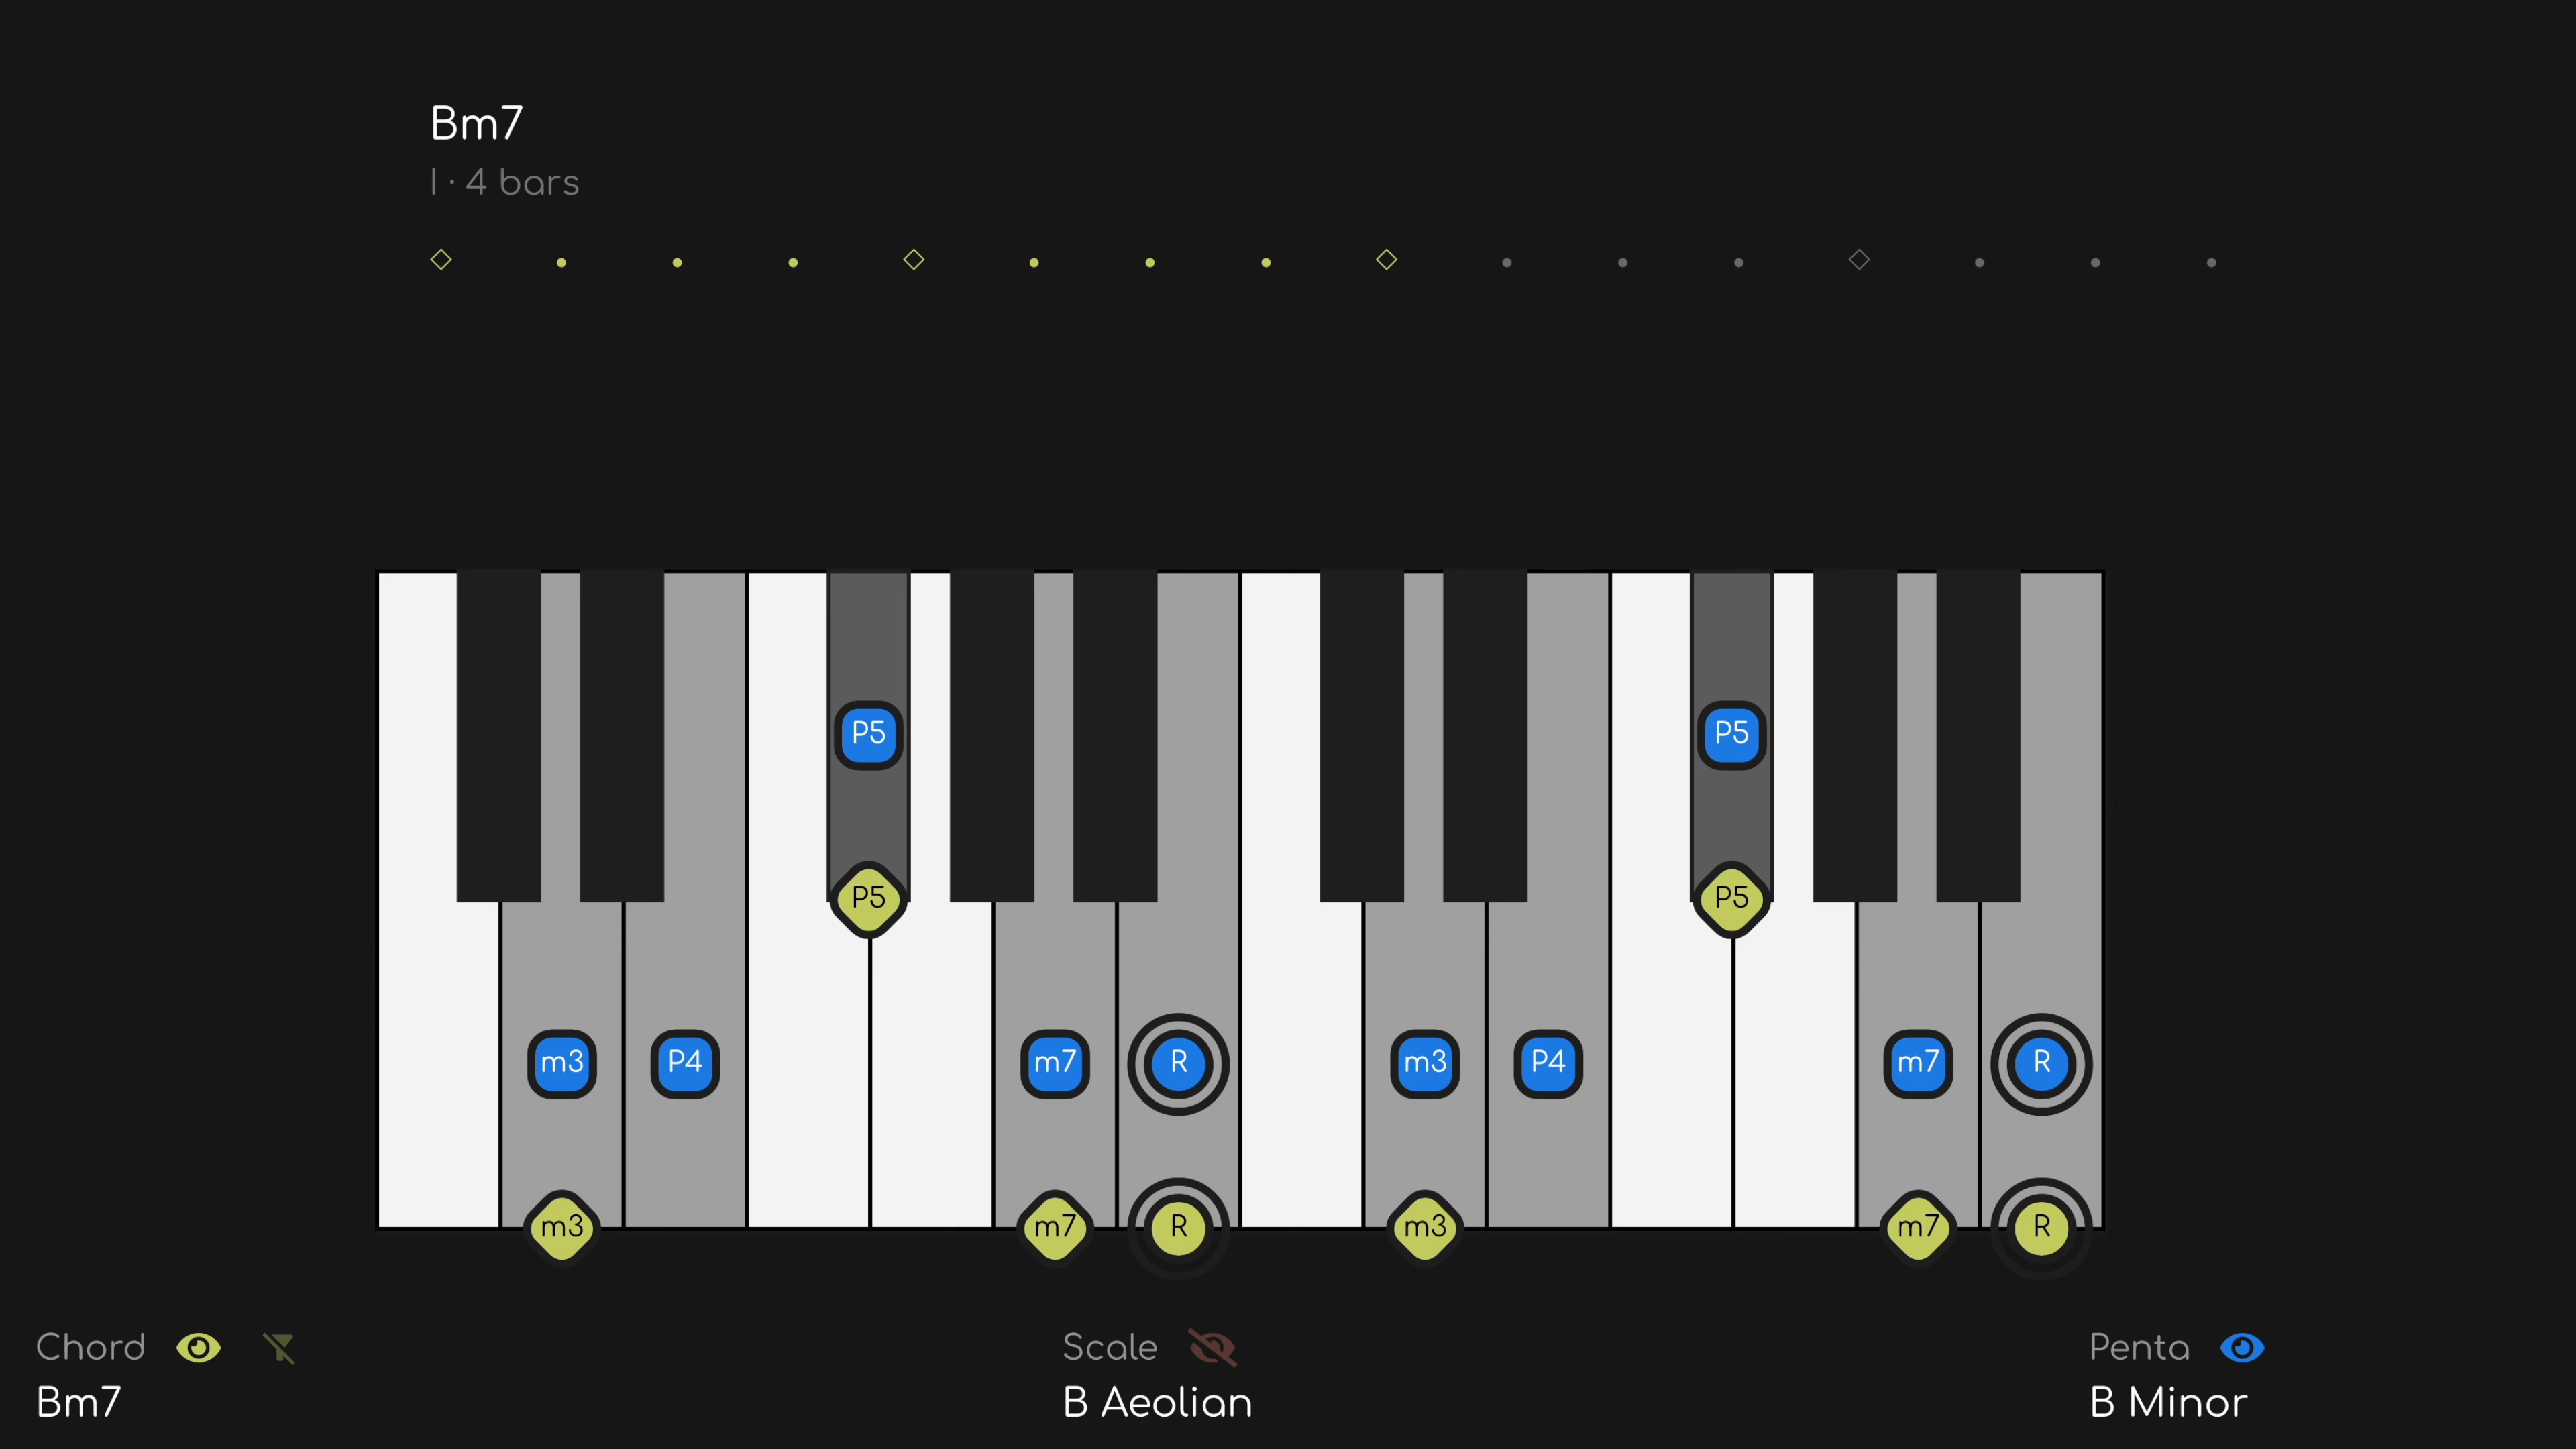 Bm7
I · 4 bars
P5 P5
P5 P5
m3 P4 m7 R m3 P4 m7 R
m3 m7 R m3 m7 R
Chord Scale Penta
Bm7 B Aeolian B Minor